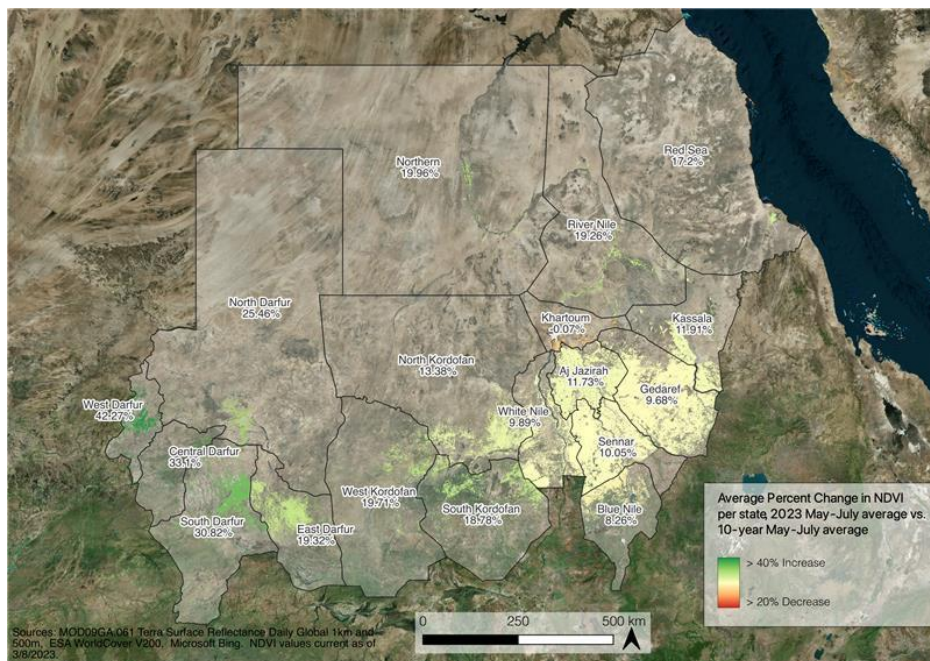 Red Sea
17.2%
Northern
19.96%
River Nile
19.26%
North Darfur
25.46%
Khartoum
-0.07%
Kassala
11.91%
North Kordofan
13.38%
Aj Jazirah
11.73%
Gedaref
9.68%
West Darfur
42.27%
White Nile
9.89%
Central Darfur
33.1%
Sennar
10.05%
West Kordofan
19.71%
South Kordofan
18.78%
Blue Nile
8.26%
South Darfur
30.82%
East Darfur
19.32%
Average Percent Change in NDVI
per state, 2023 May-July average vs.
10-year May-July average
> 40% Increase
> 20% Decrease
0 250 500 km
Sources: MOD09GA.061 Terra Surface Reflectance Daily Global 1km and
500m, ESA WorldCover V200, Microsoft Bing. NDVI values current as of
3/8/2023.